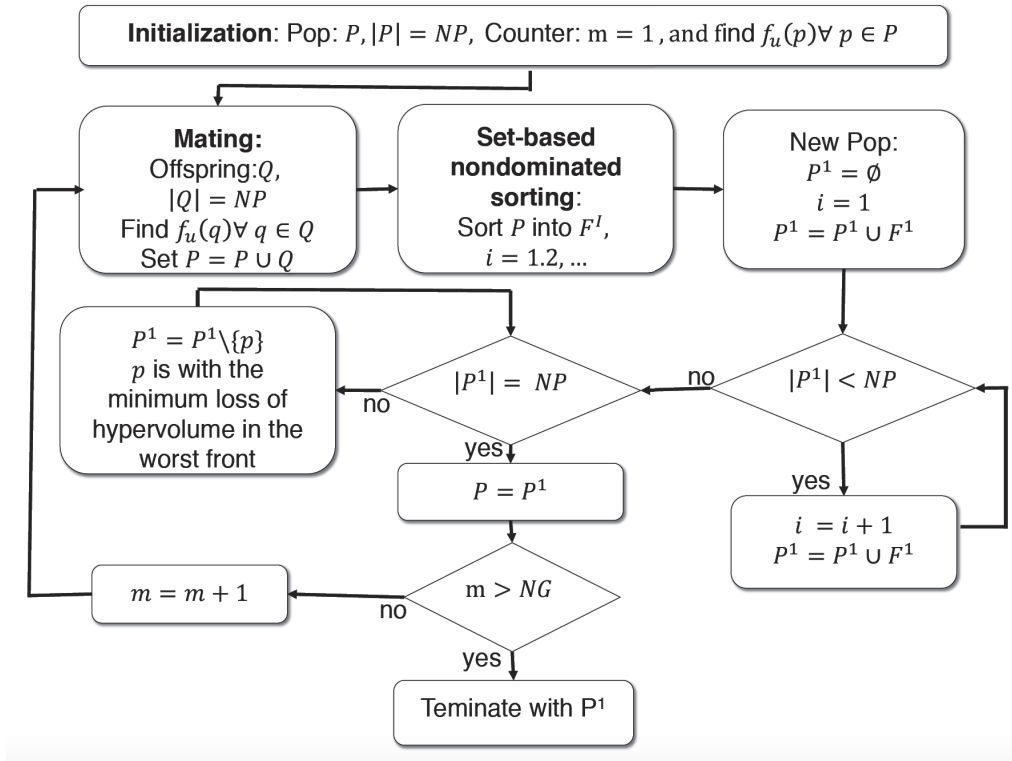 Initialization: Pop: P, |P| = NP, Counter: m = 1, and find fᵤ(p)∀ p ∈ P
Mating:
Offspring:Q,
|Q| = NP
Find fᵤ(q)∀ q ∈ Q
Set P = P ∪ Q
Set-based
nondominated
sorting:
Sort P into Fᴵ,
i = 1.2, ...
New Pop:
P¹ = ∅
i = 1
P¹ = P¹ ∪ F¹
|P¹| < NP
no
yes
i = i + 1
P¹ = P¹ ∪ F¹
|P¹| = NP
no
yes
P¹ = P¹\{p}
p is with the
minimum loss of
hypervolume in the
worst front
P = P¹
m > NG
no
yes
m = m + 1
Teminate with P¹